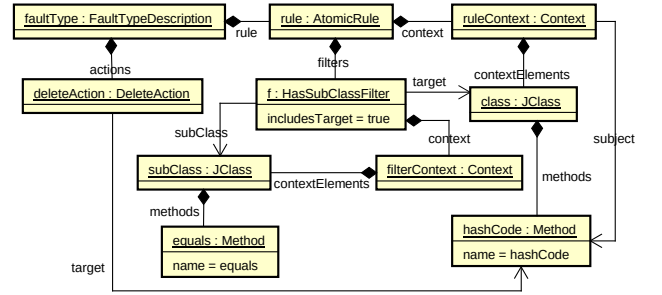 faultType : FaultTypeDescription
rule
rule : AtomicRule
context
ruleContext : Context
actions
filters
contextElements
deleteAction : DeleteAction
f : HasSubClassFilter
includesTarget = true
target
class : JClass
subClass
context
subject
subClass : JClass
contextElements
filterContext : Context
methods
methods
equals : Method
name = equals
hashCode : Method
name = hashCode
target